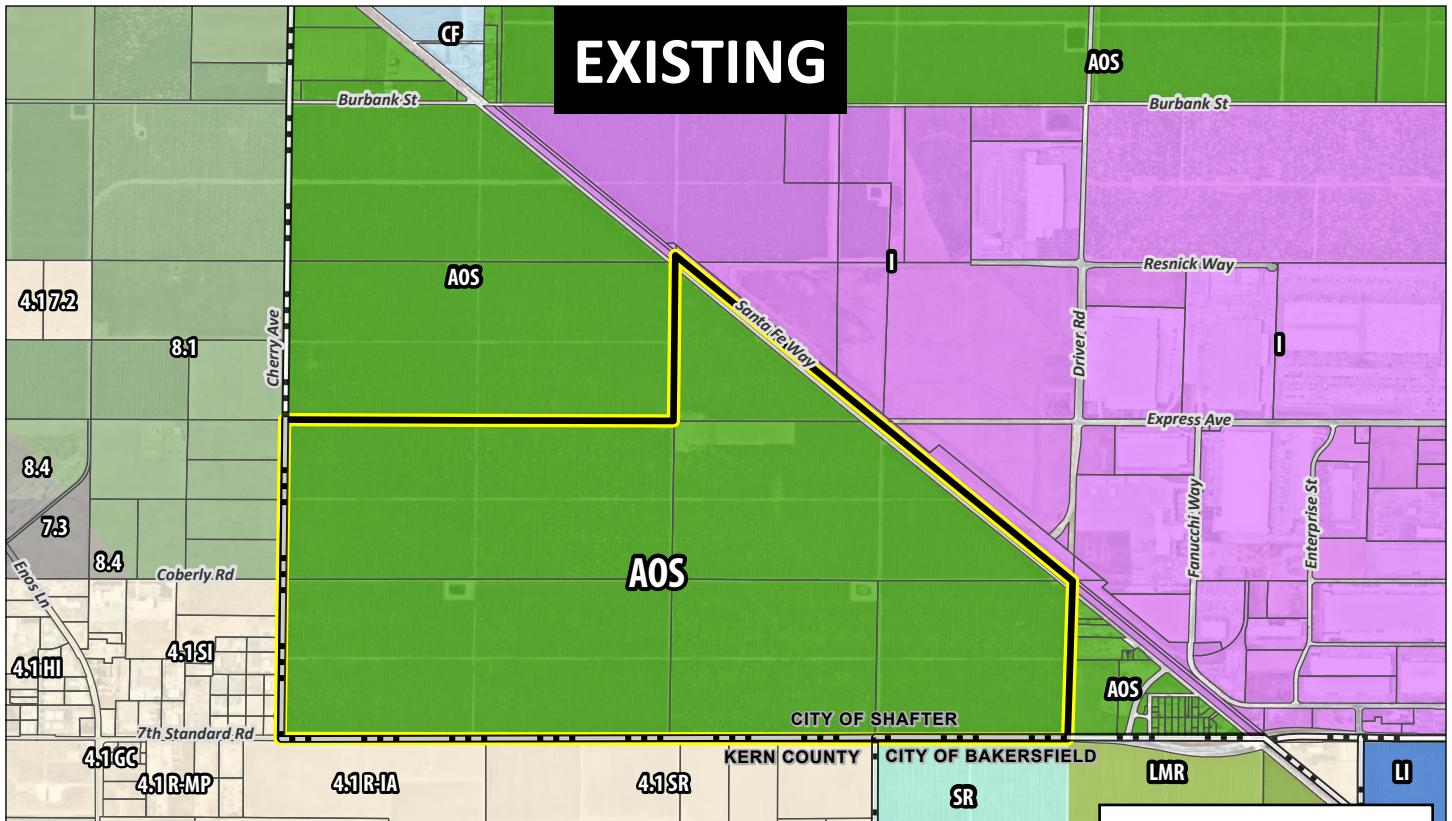 CF
EXISTING
AOS
Burbank St
Burbank St
AOS
I
Resnick Way
4.1 7.2
8.1
Cherry Ave
Santa Fe Way
Driver Rd
I
Express Ave
8.4
7.3
8.4
Coberly Rd
Enos Ln
AOS
Fanucchi Way
Enterprise St
4.1 SI
4.1 HI
AOS
7th Standard Rd
CITY OF SHAFTER
KERN COUNTY
CITY OF BAKERSFIELD
4.1 GC
4.1 R-MP
4.1 R-IA
4.1 SR
SR
LMR
LI